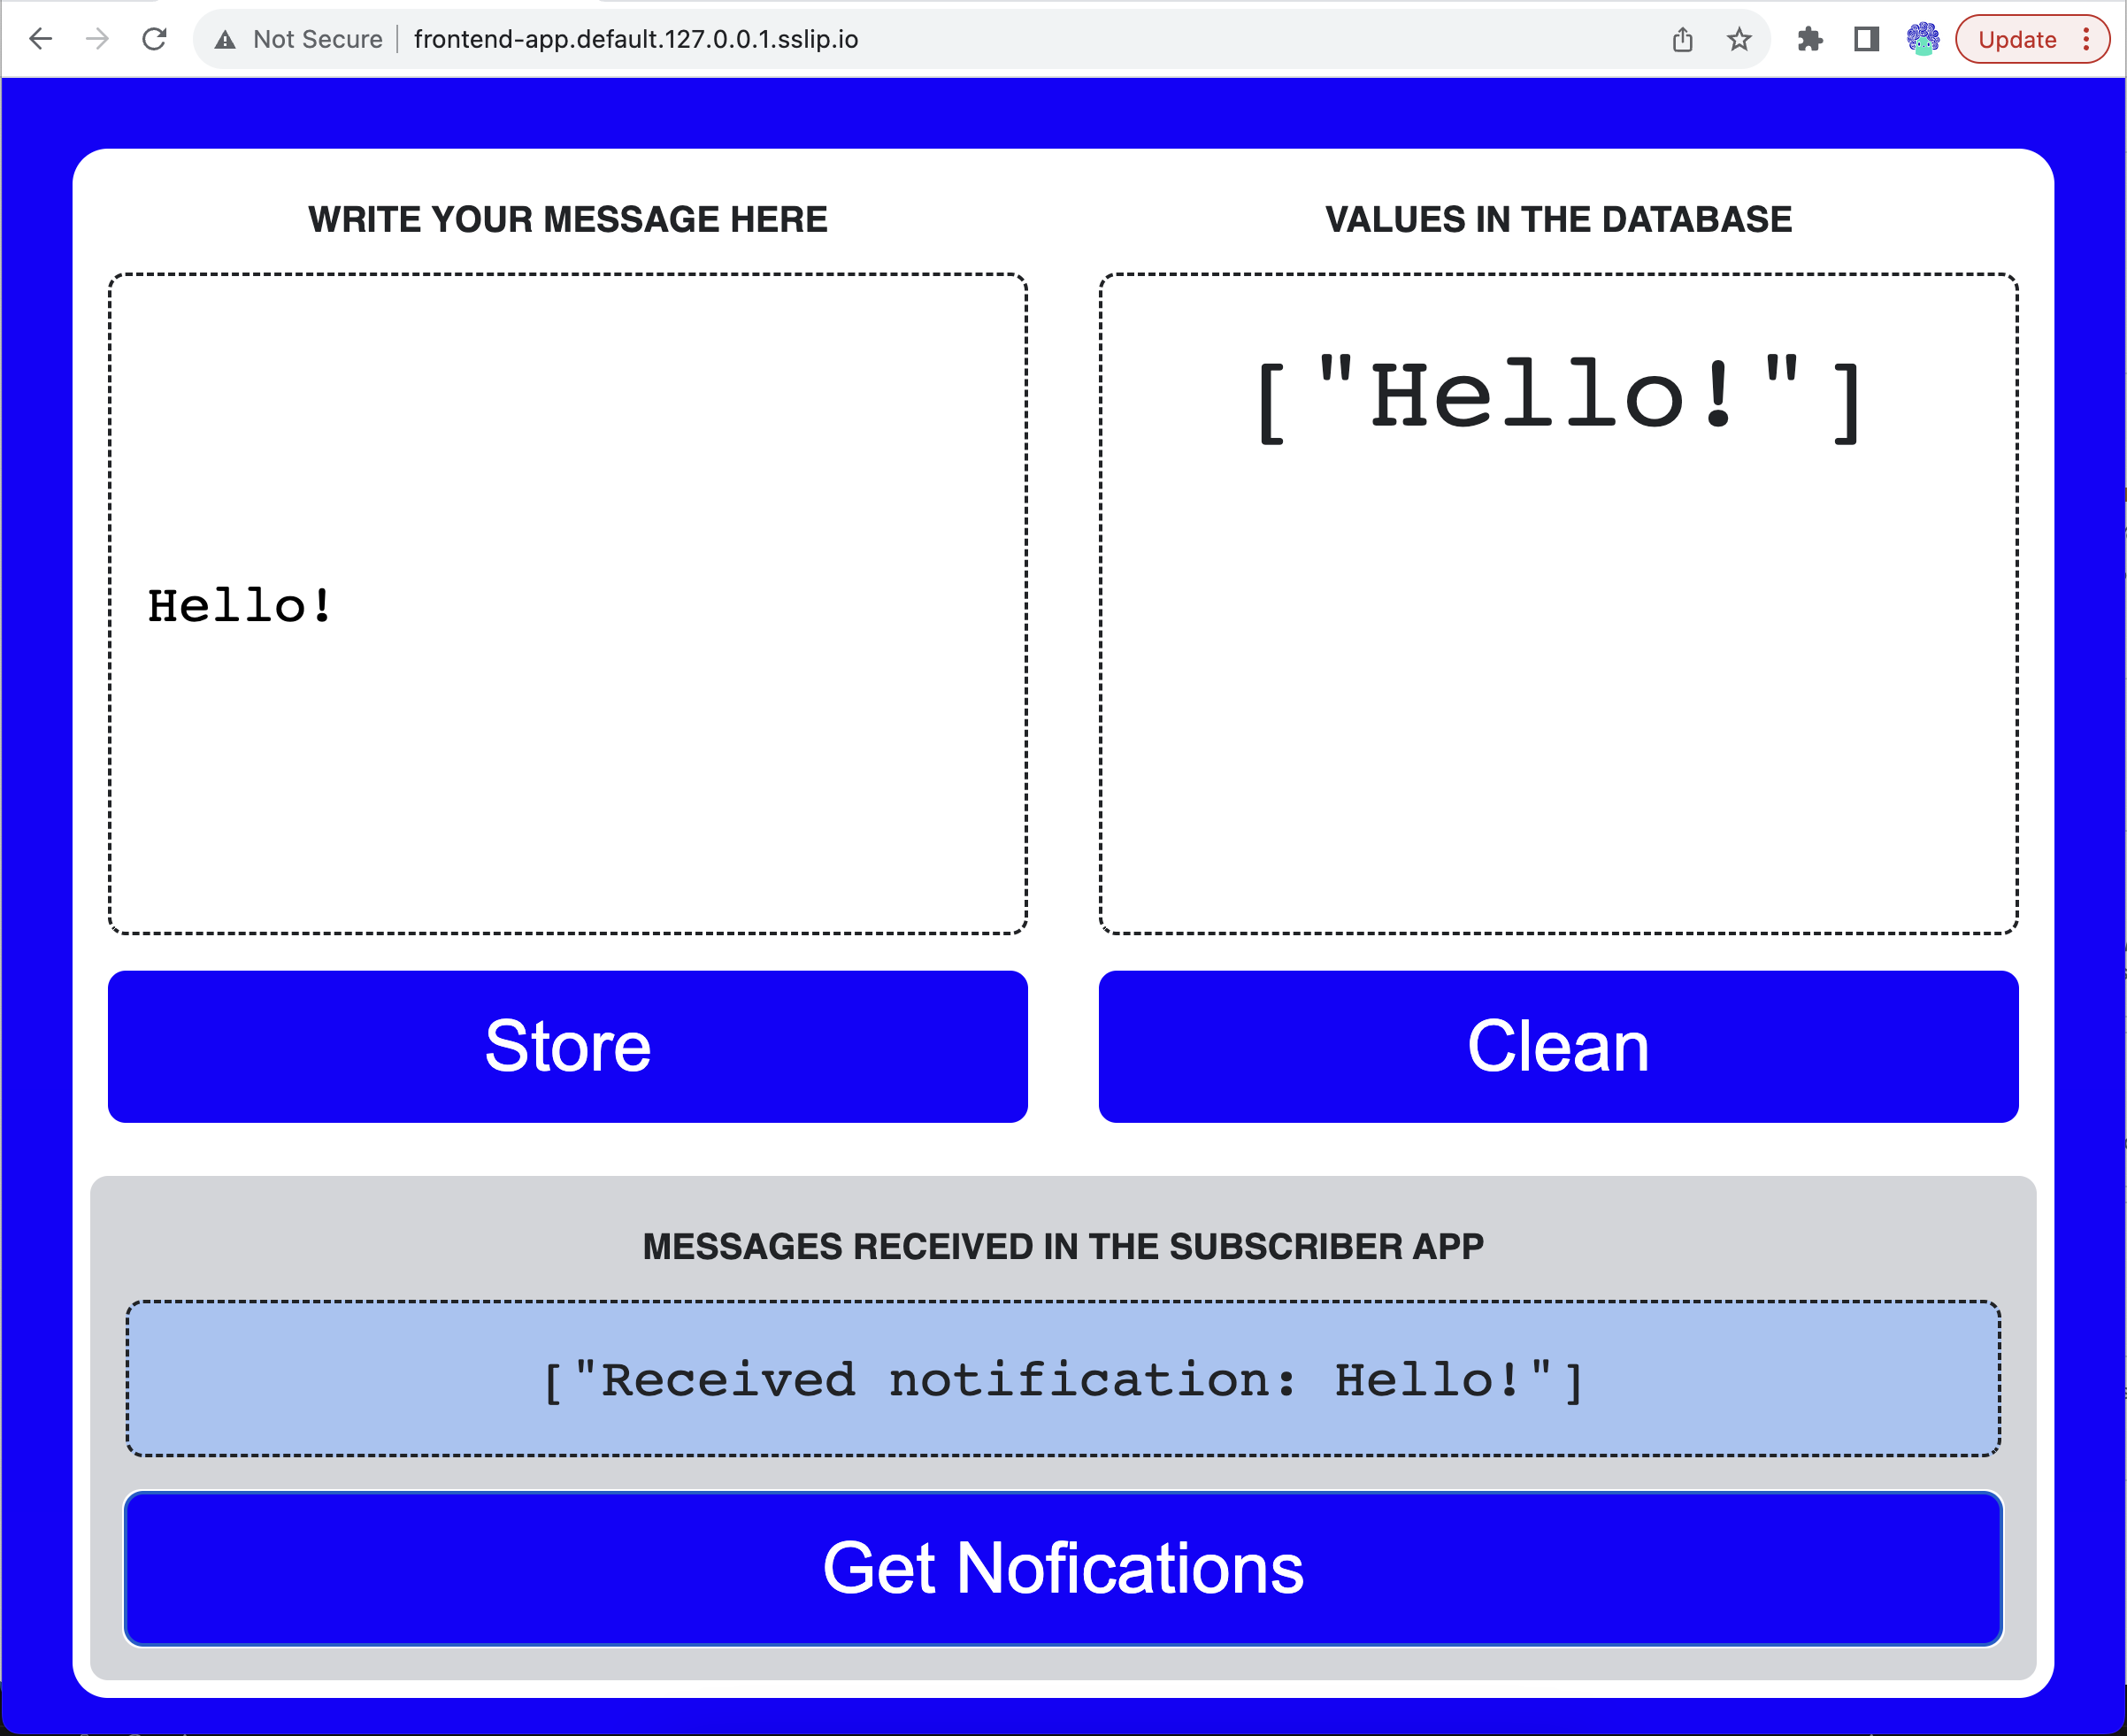 Not Secure frontend-app.default.127.0.0.1.sslip.io Update
WRITE YOUR MESSAGE HERE
VALUES IN THE DATABASE
Hello!
["Hello!"]
Store
Clean
MESSAGES RECEIVED IN THE SUBSCRIBER APP
["Received notification: Hello!"]
Get Nofications